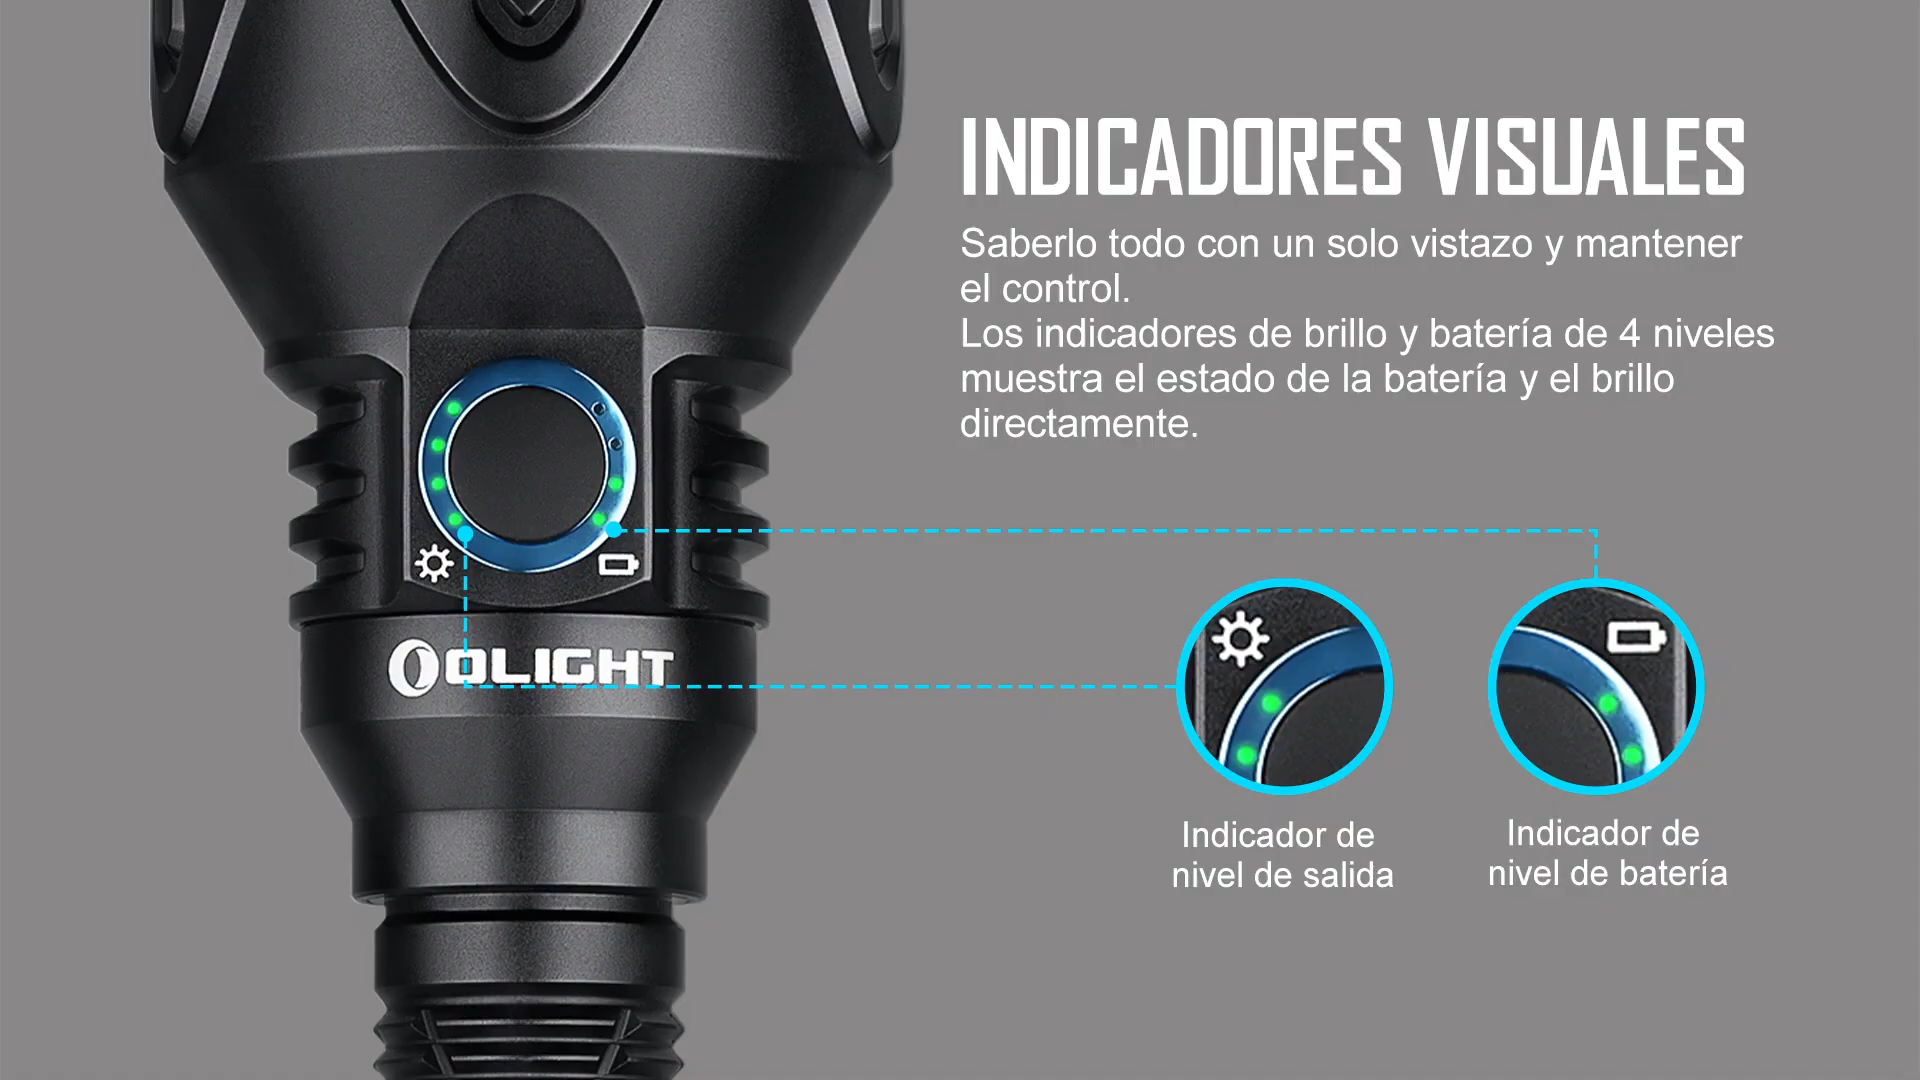 INDICADORES VISUALES
Saberlo todo con un solo vistazo y mantener
el control.
Los indicadores de brillo y batería de 4 niveles
muestra el estado de la batería y el brillo
directamente.
OLIGHT
Indicador de
nivel de salida
Indicador de
nivel de batería